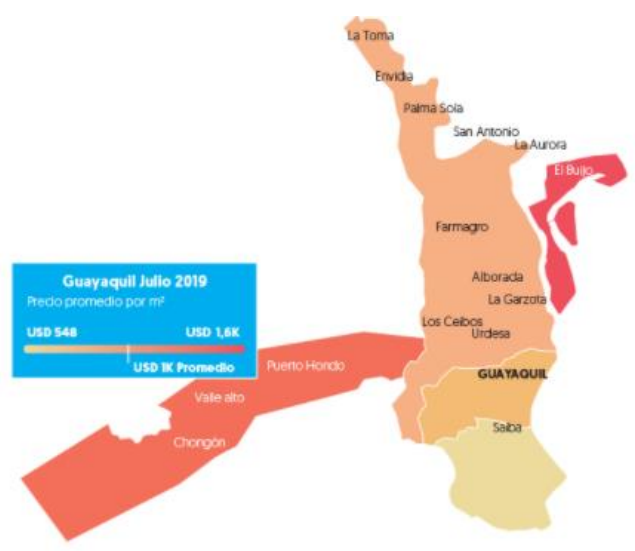 La Toma
Envidia
Palma Sola
San Antonio
La Aurora
El Buijo
Farmagro
Guayaquil Julio 2019
Precio promedio por m²
USD 548 USD 1,6K
USD 1K Promedio
Alborada
La Garzota
Los Ceibos
Urdesa
Puerto Hondo
GUAYAQUIL
Valle alto
Saiba
Chongón